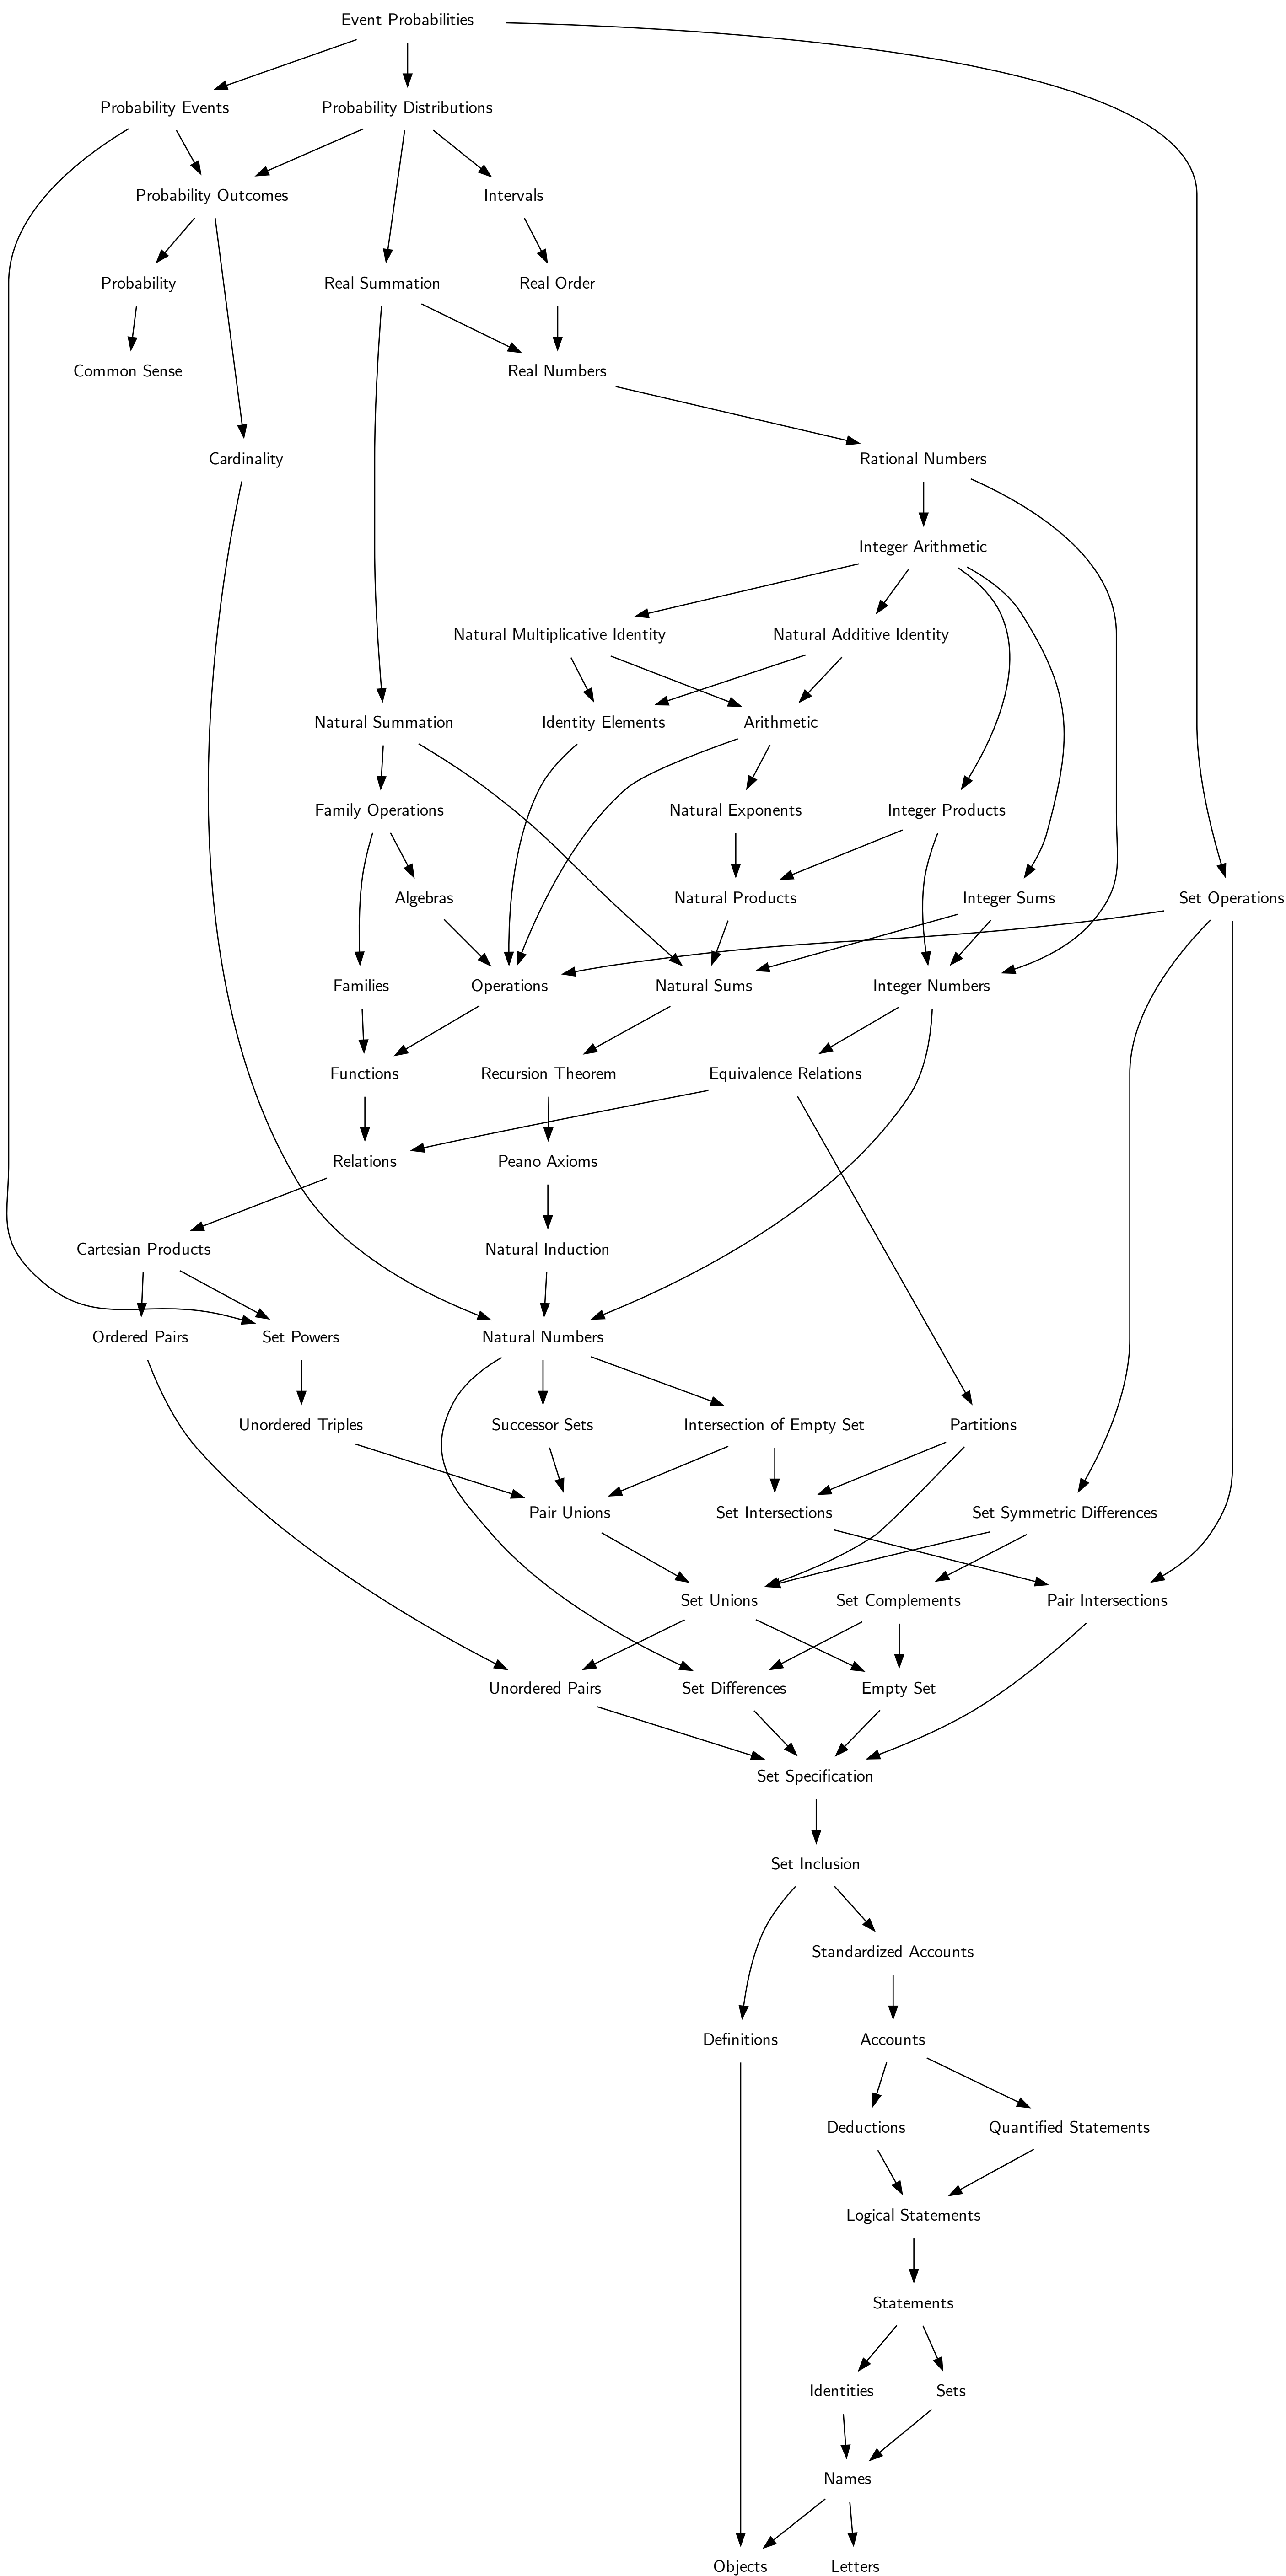 Event Probabilities
Probability Events
Probability Distributions
Probability Outcomes
Intervals
Probability
Real Summation
Real Order
Common Sense
Real Numbers
Cardinality
Rational Numbers
Integer Arithmetic
Natural Multiplicative Identity
Natural Additive Identity
Natural Summation
Identity Elements
Arithmetic
Family Operations
Natural Exponents
Integer Products
Algebras
Natural Products
Integer Sums
Set Operations
Families
Operations
Natural Sums
Integer Numbers
Functions
Recursion Theorem
Equivalence Relations
Relations
Peano Axioms
Cartesian Products
Natural Induction
Ordered Pairs
Set Powers
Natural Numbers
Unordered Triples
Successor Sets
Intersection of Empty Set
Partitions
Pair Unions
Set Intersections
Set Symmetric Differences
Set Unions
Set Complements
Pair Intersections
Unordered Pairs
Set Differences
Empty Set
Set Specification
Set Inclusion
Standardized Accounts
Definitions
Accounts
Deductions
Quantified Statements
Logical Statements
Statements
Identities
Sets
Names
Objects
Letters